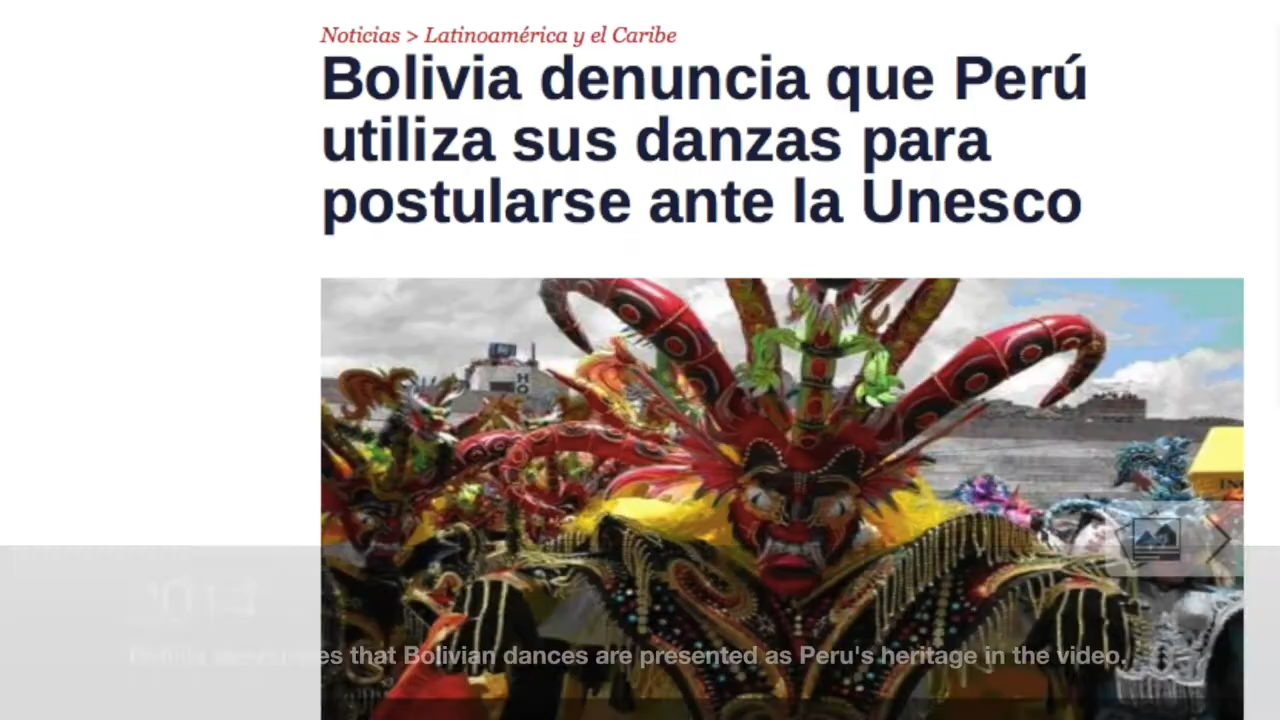 Noticias > Latinoamérica y el Caribe
Bolivia denuncia que Perú
utiliza sus danzas para
postularse ante la Unesco
2014
that Bolivian dances are presented as Peru's heritage in the video.